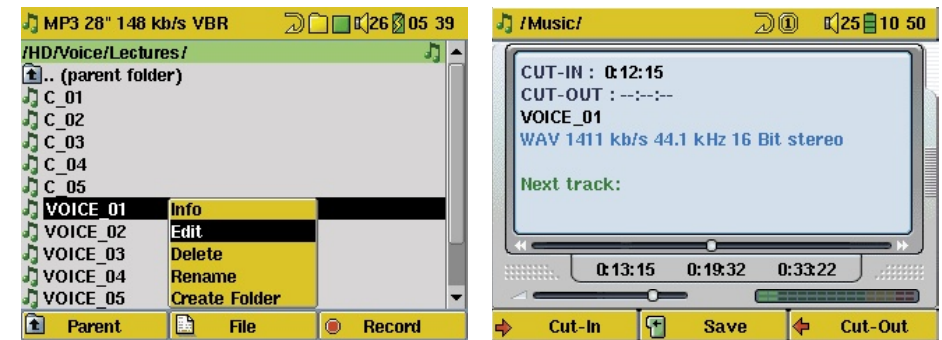 MP3 28" 148 kb/s VBR 26 05 39
/HD/Voice/Lectures/
.. (parent folder)
C_01
C_02
C_03
C_04
C_05
VOICE_01
Info
VOICE_02
Edit
VOICE_03
Delete
VOICE_04
Rename
VOICE_05
Create Folder
Parent File Record
/Music/ 1 25 10 50
CUT-IN : 0:12:15
CUT-OUT : --:--:--
VOICE_01
WAV 1411 kb/s 44.1 kHz 16 Bit stereo
Next track:
0:13:15 0:19:32 0:33:22
Cut-In Save Cut-Out